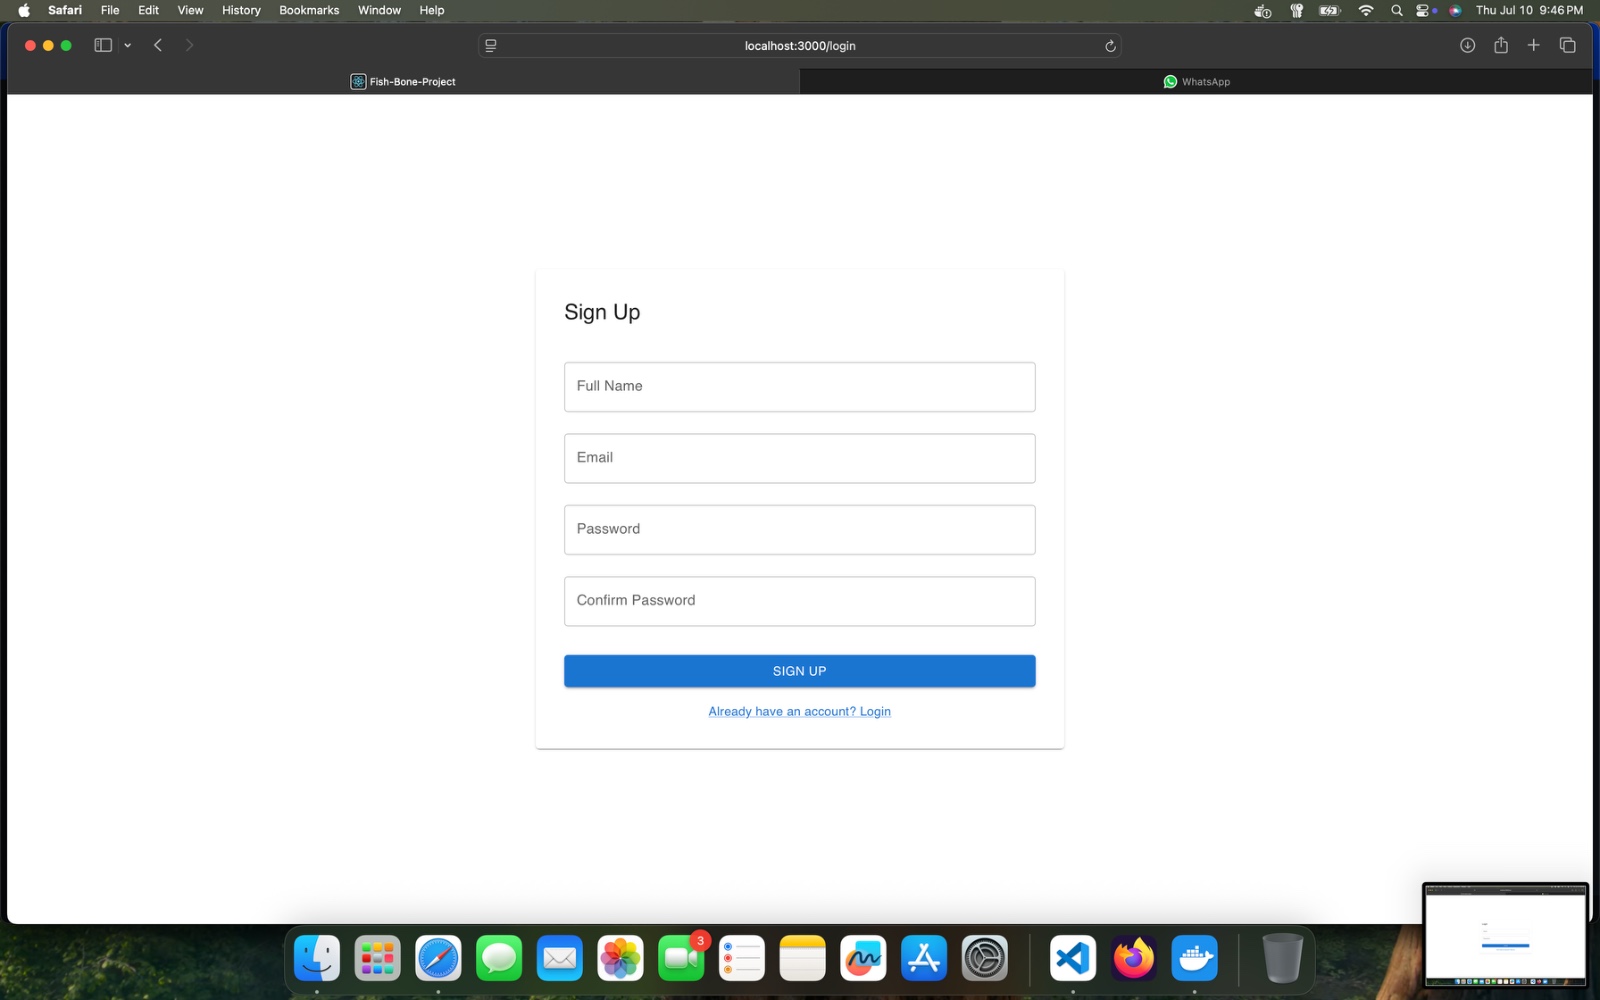 Safari File Edit View History Bookmarks Window Help Thu Jul 10 9:46 PM
localhost:3000/login
Fish-Bone-Project WhatsApp
Sign Up
Full Name
Email
Password
Confirm Password
SIGN UP
Already have an account? Login
3